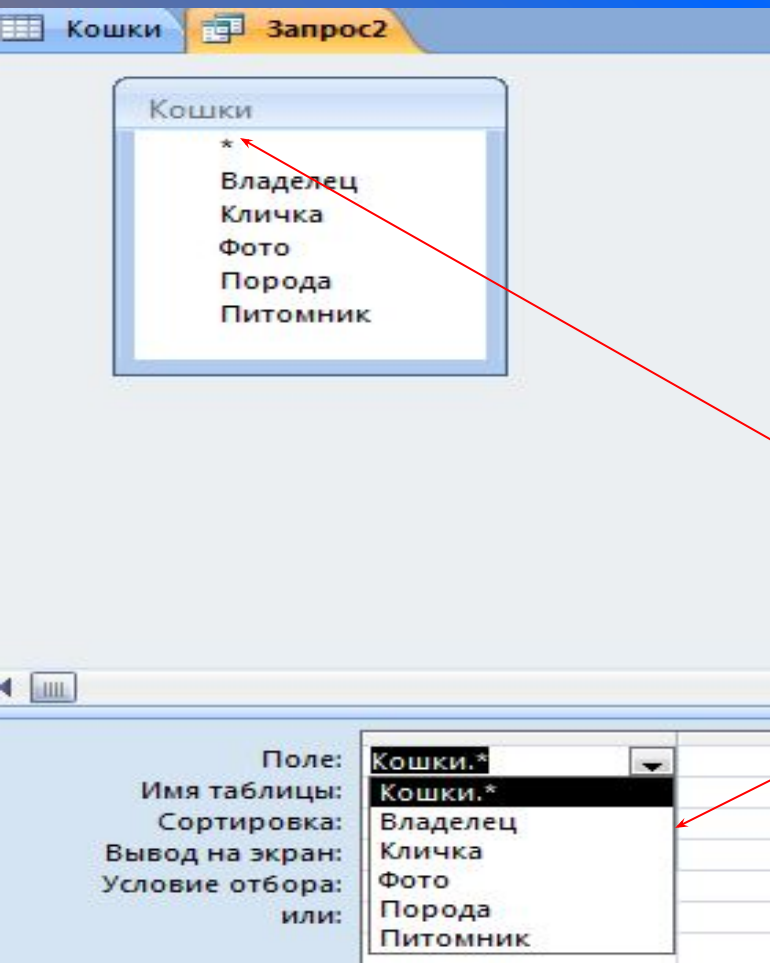 Кошки Запрос2
Кошки
*
Владелец
Кличка
Фото
Порода
Питомник
Поле: Кошки.*
Имя таблицы: Кошки.*
Сортировка: Владелец
Вывод на экран: Кличка
Условие отбора: Фото
или: Порода
Питомник